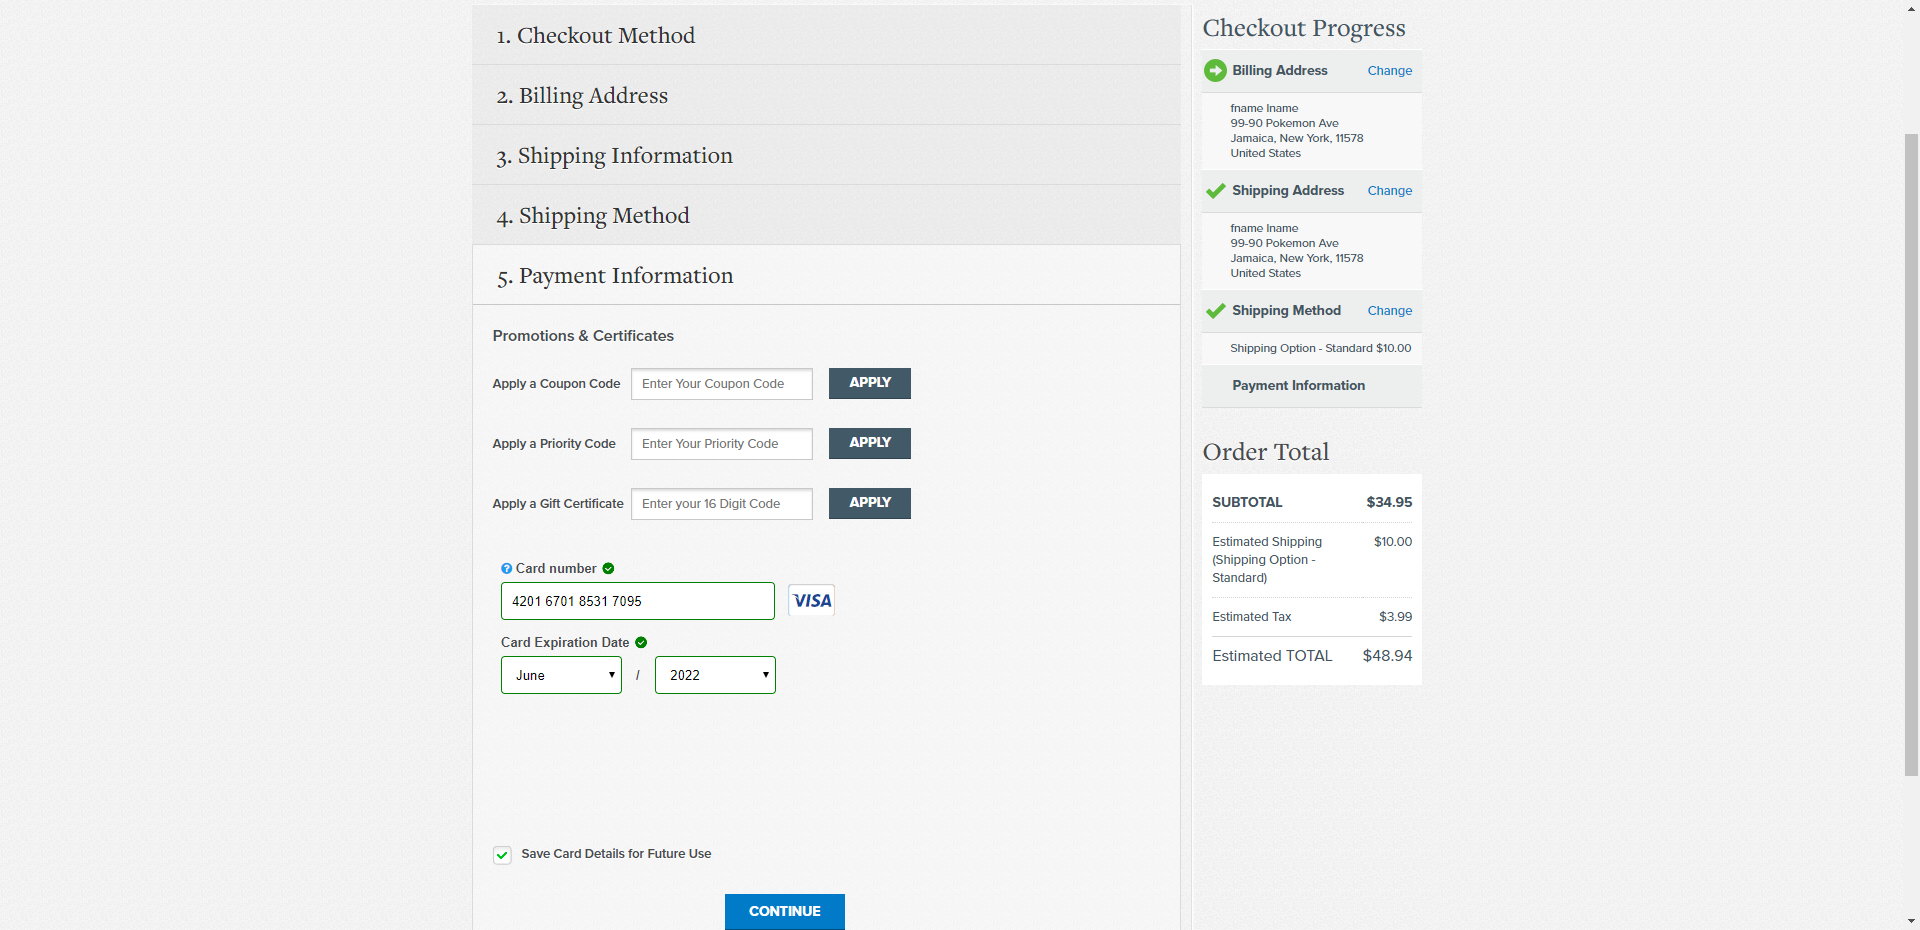 1. Checkout Method
2. Billing Address
3. Shipping Information
4. Shipping Method
5. Payment Information
Promotions & Certificates
Apply a Coupon Code Enter Your Coupon Code APPLY
Apply a Priority Code Enter Your Priority Code APPLY
Apply a Gift Certificate Enter your 16 Digit Code APPLY
? Card number
4201 6701 8531 7095 VISA
Card Expiration Date
June / 2022
Save Card Details for Future Use
CONTINUE
Checkout Progress
Billing Address Change
fname lname
99-90 Pokemon Ave
Jamaica, New York, 11578
United States
Shipping Address Change
fname lname
99-90 Pokemon Ave
Jamaica, New York, 11578
United States
Shipping Method Change
Shipping Option - Standard $10.00
Payment Information
Order Total
SUBTOTAL $34.95
Estimated Shipping $10.00
(Shipping Option -
Standard)
Estimated Tax $3.99
Estimated TOTAL $48.94